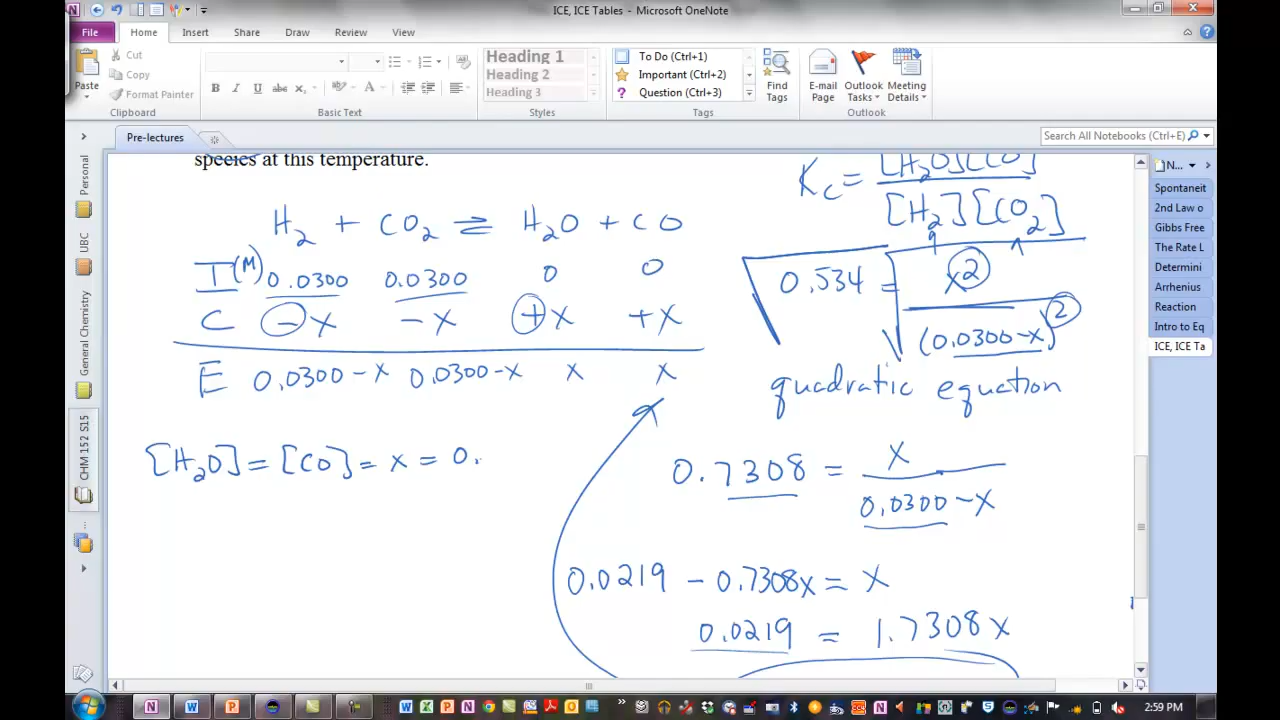 ICE, ICE Tables - Microsoft OneNote
File Home Insert Share Draw Review View
Cut
Copy
Format Painter
Paste
Clipboard
B I U abc X₂ A
Basic Text
Heading 1
Heading 2
Heading 3
Styles
To Do (Ctrl+1)
Important (Ctrl+2)
Question (Ctrl+3)
Find Tags
Tags
E-mail Page
Outlook Tasks
Meeting Details
Outlook
Pre-lectures
Search All Notebooks (Ctrl+E)
Personal
UBC
General Chemistry
CHM 152 S15
N...
Spontaneit
2nd Law o
Gibbs Free
The Rate L
Determini
Arrhenius
Reaction
Intro to Eq
ICE, ICE Ta
species at this temperature.
Kc = [H₂O][CO] / [H₂][CO₂]
H₂ + CO₂ ⇌ H₂O + CO
I (M) 0.0300 0.0300 0 0
C -x -x +x +x
E 0.0300-x 0.0300-x x x
0.534 = x² / (0.0300-x)²
quadratic equation
[H₂O] = [CO] = x = 0.
0.7308 = x / 0.0300-x
0.0219 - 0.7308x = x
0.0219 = 1.7308x
2:59 PM